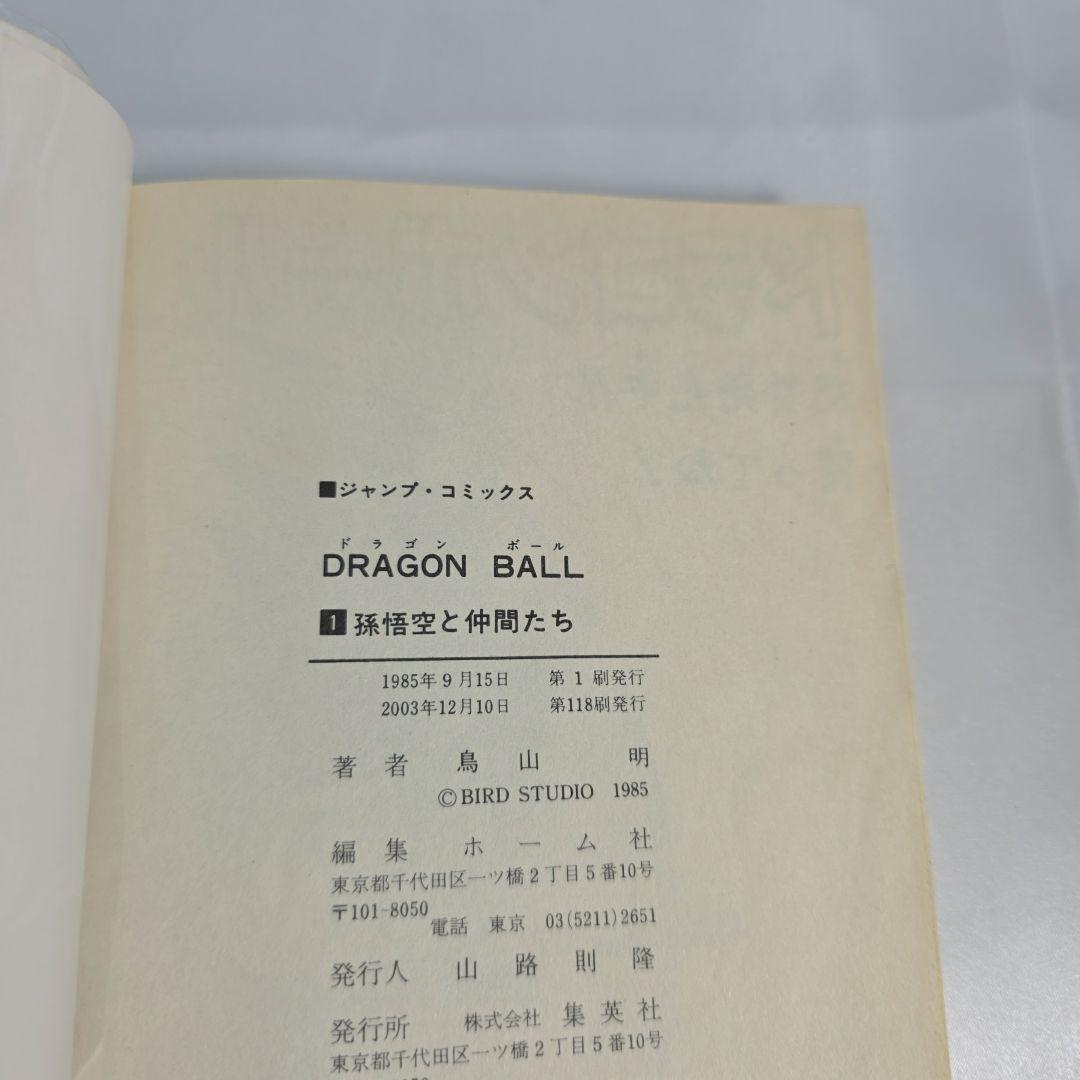 ■ジャンプ・コミックス
ドラゴン ボール
DRAGON BALL
1 孫悟空と仲間たち
1985年9月15日 第1刷発行
2003年12月10日 第118刷発行
著者 鳥山 明
©BIRD STUDIO 1985
編集 ホーム社
東京都千代田区一ツ橋2丁目5番10号
〒101-8050
電話 東京 03(5211)2651
発行人 山路則隆
発行所 株式会社 集英社
東京都千代田区一ツ橋2丁目5番10号